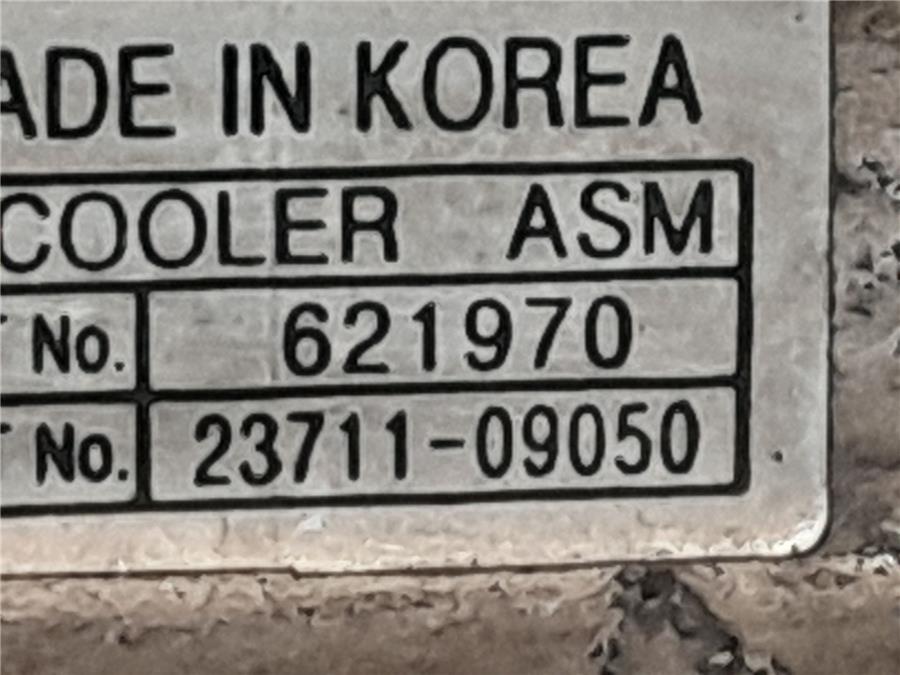 ADE IN KOREA
COOLER ASM
No. 621970
No. 23711-09050